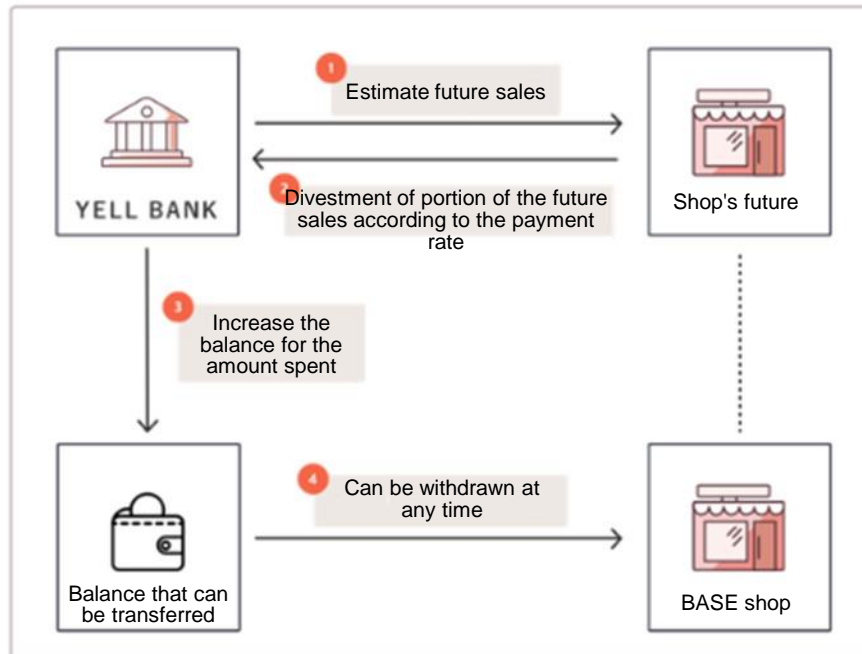 1
Estimate future sales
YELL BANK
2
Divestment of portion of the future
sales according to the payment
rate
Shop's future
3
Increase the
balance for the
amount spent
4
Can be withdrawn at
any time
Balance that can
be transferred
BASE shop